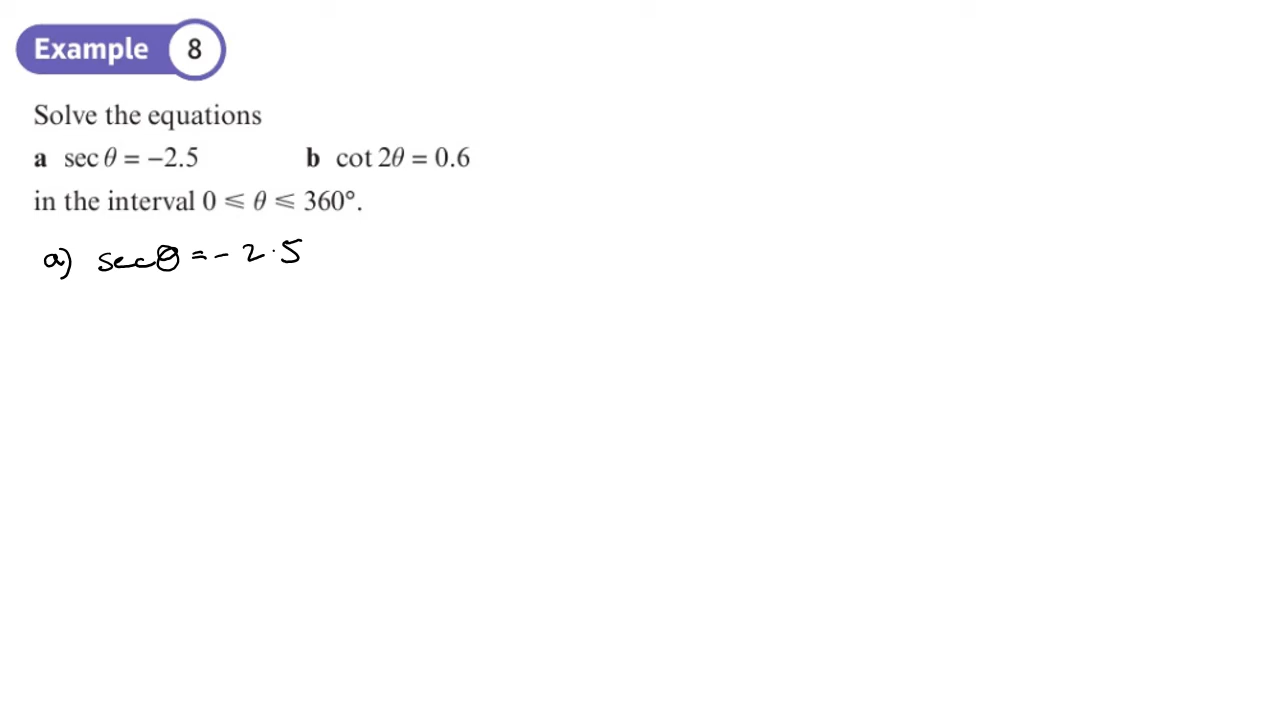 Example 8
Solve the equations
a sec θ = −2.5 b cot 2θ = 0.6
in the interval 0 ⩽ θ ⩽ 360°.
a) secθ = - 2.5